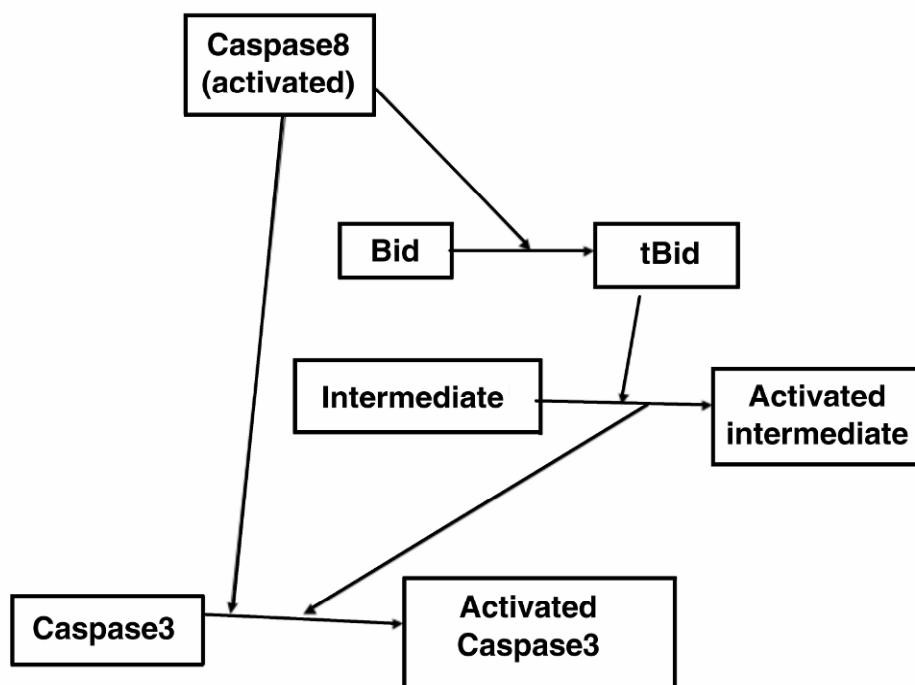 Caspase8
(activated)
Bid
tBid
Intermediate
Activated
intermediate
Caspase3
Activated
Caspase3